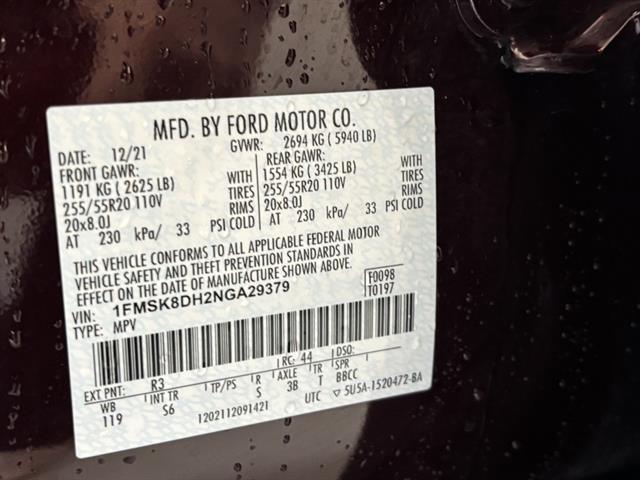 MFD. BY FORD MOTOR CO.
DATE: 12/21 GVWR: 2694 KG ( 5940 LB)
FRONT GAWR: REAR GAWR:
1191 KG ( 2625 LB) WITH 1554 KG ( 3425 LB) WITH
255/55R20 110V TIRES 255/55R20 110V TIRES
20x8.0J RIMS 20x8.0J RIMS
AT 230 kPa/ 33 PSI COLD AT 230 kPa/ 33 PSI COLD
THIS VEHICLE CONFORMS TO ALL APPLICABLE FEDERAL MOTOR
VEHICLE SAFETY AND THEFT PREVENTION STANDARDS IN
EFFECT ON THE DATE OF MANUFACTURE SHOWN ABOVE.
VIN: 1FMSK8DH2NGA29379 F0098
TYPE: MPV T0197
EXT PNT: R3 RC: 44 DSO:
WB INT TR TP/PS R AXLE TR SPR
119 S6 S 3B T BBCC
1202112091421 UTC ▽ 5U5A-1520472-BA